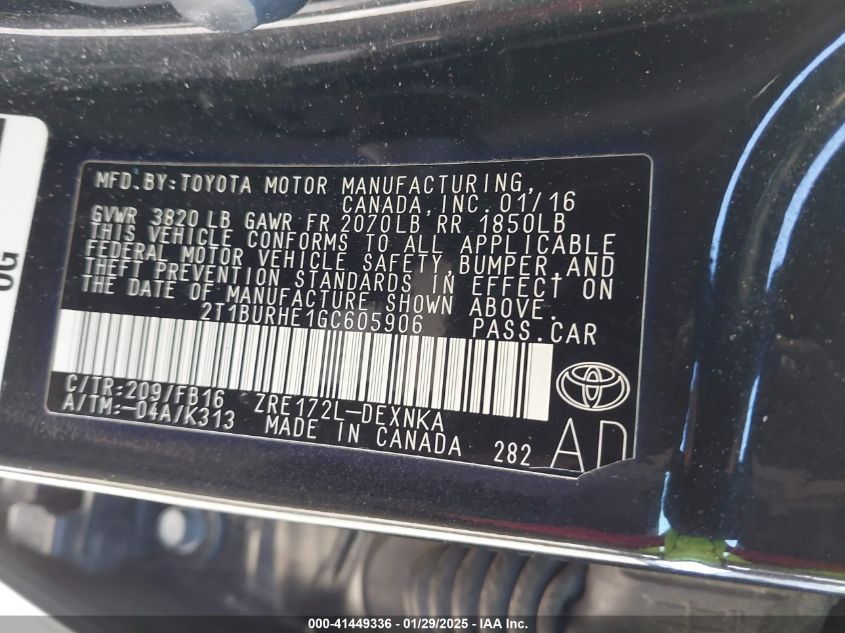 0G
MFD.BY:TOYOTA MOTOR MANUFACTURING,
CANADA,INC.01/16
GVWR 3820LB GAWR FR 2070LB RR 1850LB
THIS VEHICLE CONFORMS TO ALL APPLICABLE
FEDERAL MOTOR VEHICLE SAFETY,BUMPER,AND
THEFT PREVENTION STANDARDS IN EFFECT ON
THE DATE OF MANUFACTURE SHOWN ABOVE.
2T1BURHE1GC605906 PASS.CAR
C/TR:209/FB16 ZRE172L-DEXNKA
A/TM:-04A/K313 MADE IN CANADA 282 AD
000-41449336 - 01/29/2025 - IAA Inc.